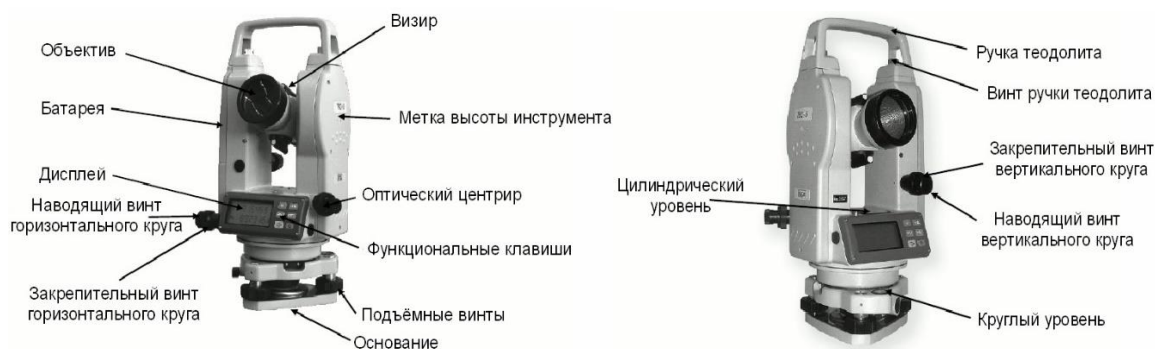 Визир
Объектив
Батарея
Метка высоты инструмента
Дисплей
Оптический центрир
Наводящий винт
горизонтального круга
Функциональные клавиши
Закрепительный винт
горизонтального круга
Подъёмные винты
Основание
Ручка теодолита
Винт ручки теодолита
Закрепительный винт
вертикального круга
Цилиндрический
уровень
Наводящий винт
вертикального круга
Круглый уровень